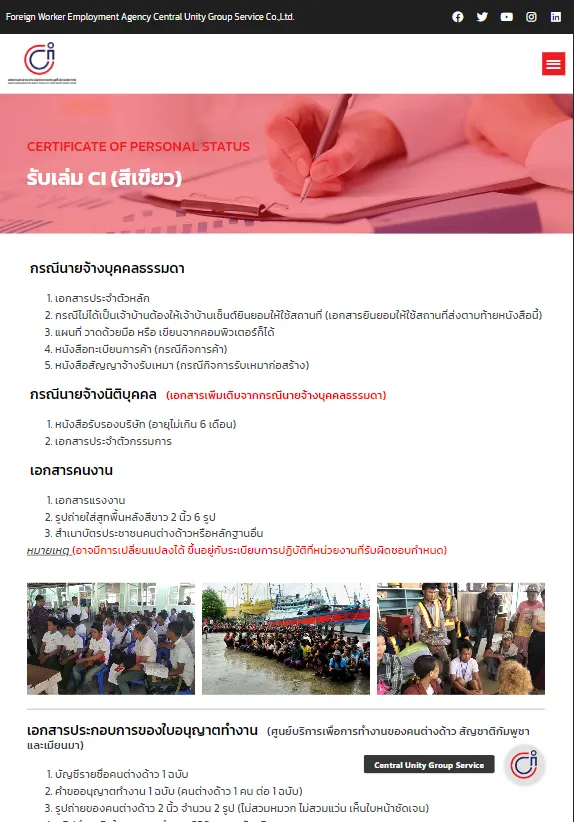 Foreign Worker Employment Agency Central Unity Group Service Co.,Ltd.
CERTIFICATE OF PERSONAL STATUS
รับเล่ม CI (สีเขียว)
กรณีนายจ้างบุคคลธรรมดา
1. เอกสารประจำตัวหลัก
2. กรณีไม่ได้เป็นเจ้าบ้านต้องให้เจ้าบ้านเซ็นต์ยินยอมให้ใช้สถานที่ (เอกสารยินยอมให้ใช้สถานที่ส่งตามท้ายหนังสือนี้)
3. แผนที่ วาดด้วยมือ หรือ เขียนจากคอมพิวเตอร์ก็ได้
4. หนังสือทะเบียนการค้า (กรณีกิจการค้า)
5. หนังสือสัญญาจ้างรับเหมา (กรณีกิจการรับเหมาก่อสร้าง)
กรณีนายจ้างนิติบุคคล (เอกสารเพิ่มเติมจากกรณีนายจ้างบุคคลธรรมดา)
1. หนังสือรับรองบริษัท (อายุไม่เกิน 6 เดือน)
2. เอกสารประจำตัวกรรมการ
เอกสารคนงาน
1. เอกสารแรงงาน
2. รูปถ่ายใส่สูทพื้นหลังสีขาว 2 นิ้ว 6 รูป
3. สำเนาบัตรประชาชนคนต่างด้าวหรือหลักฐานอื่น
หมายเหตุ (อาจมีการเปลี่ยนแปลงได้ ขึ้นอยู่กับระเบียบการปฏิบัติที่หน่วยงานที่รับผิดชอบกำหนด)
เอกสารประกอบการของใบอนุญาตทำงาน (ศูนย์บริการเพื่อการทำงานของคนต่างด้าว สัญชาติกัมพูชา
และเมียนมา)
Central Unity Group Service
1. บัญชีรายชื่อคนต่างด้าว 1 ฉบับ
2. คำขออนุญาตทำงาน 1 ฉบับ (คนต่างด้าว 1 คน ต่อ 1 ฉบับ)
3. รูปถ่ายของคนต่างด้าว 2 นิ้ว จำนวน 2 รูป (ไม่สวมหมวก ไม่สวมแว่น เห็นใบหน้าชัดเจน)